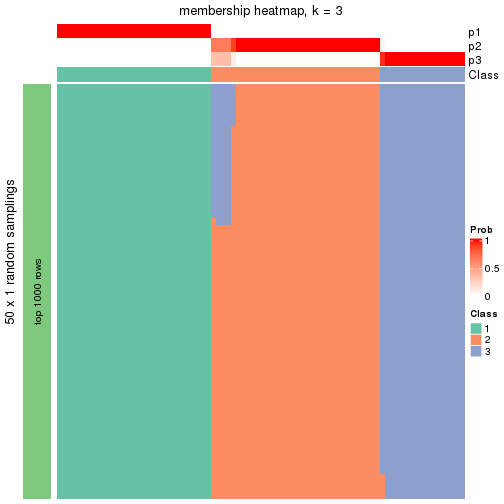 membership heatmap, k = 3
p1
p2
p3
Class
50 x 1 random samplings
top 1000 rows
Prob
1
0.5
0
Class
1
2
3